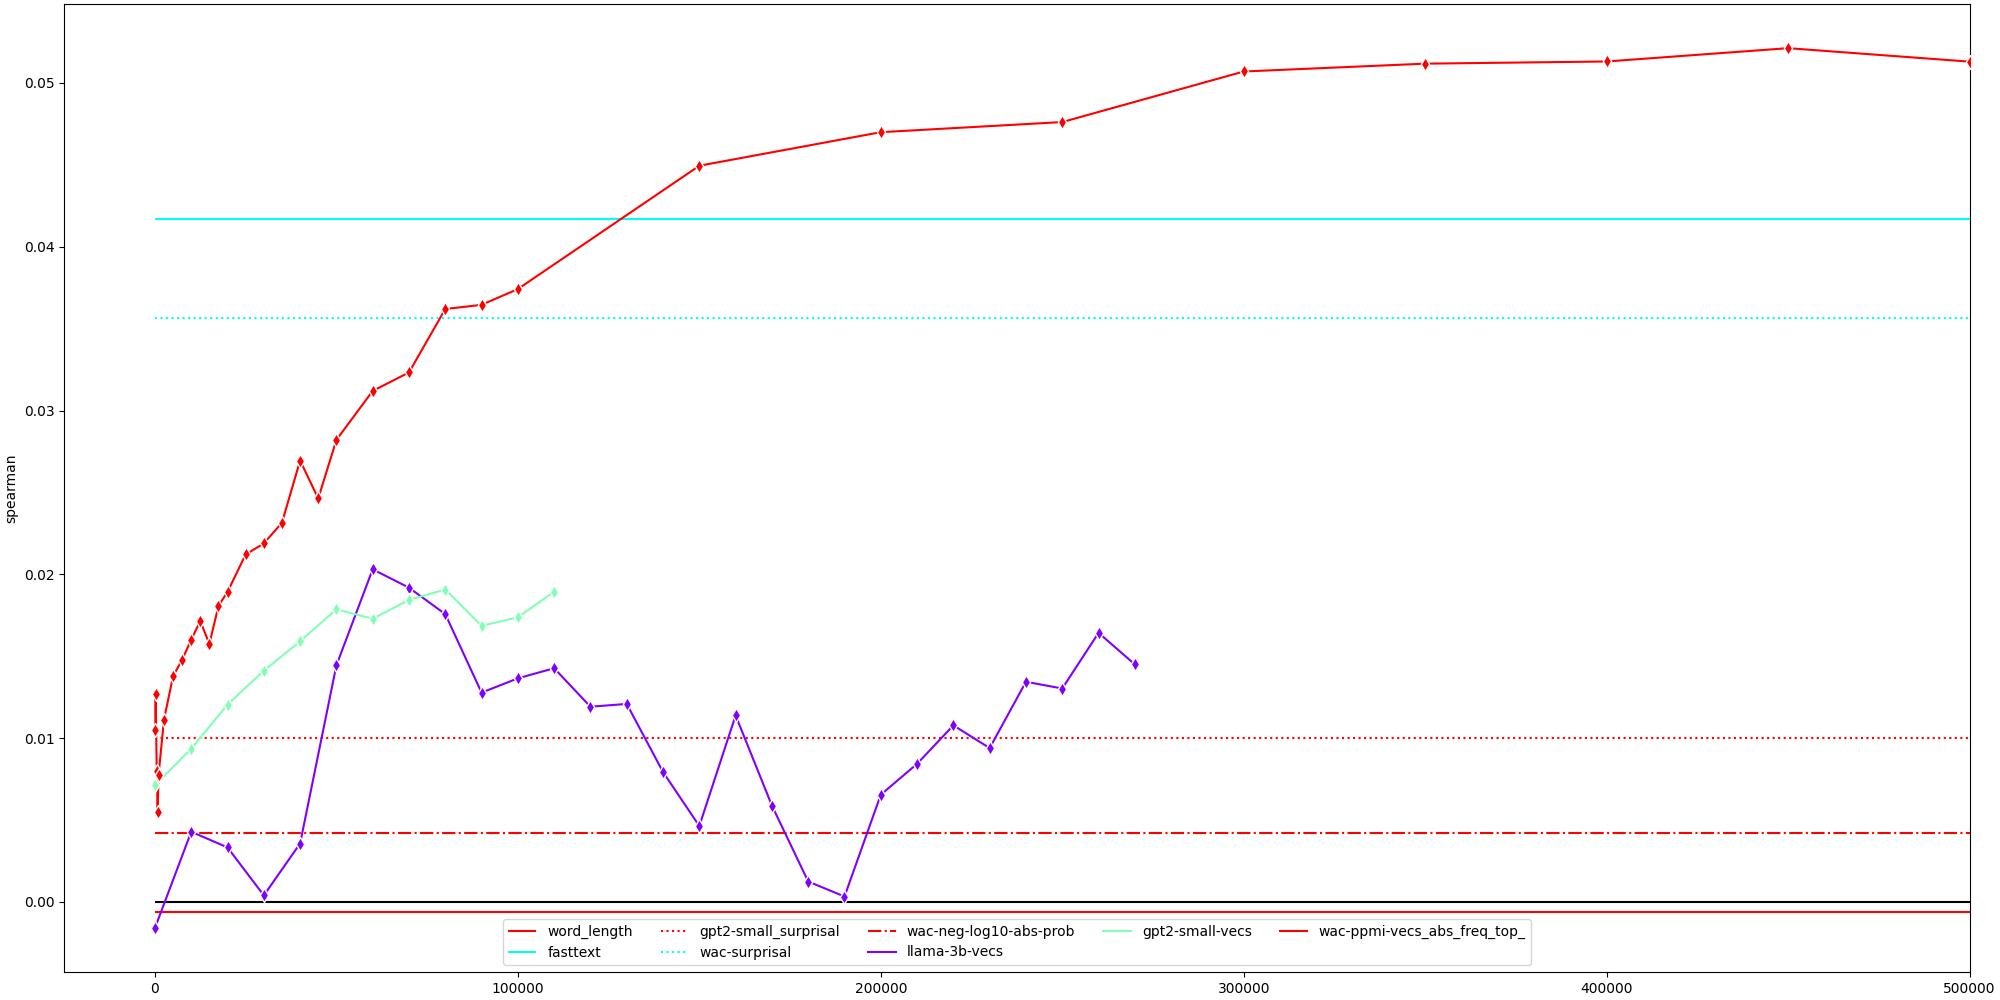 0.05
0.04
0.03
0.02
0.01
0.00
spearman
word_length gpt2-small_surprisal wac-neg-log10-abs-prob gpt2-small-vecs wac-ppmi-vecs_abs_freq_top_
fasttext wac-surprisal llama-3b-vecs
0 100000 200000 300000 400000 500000